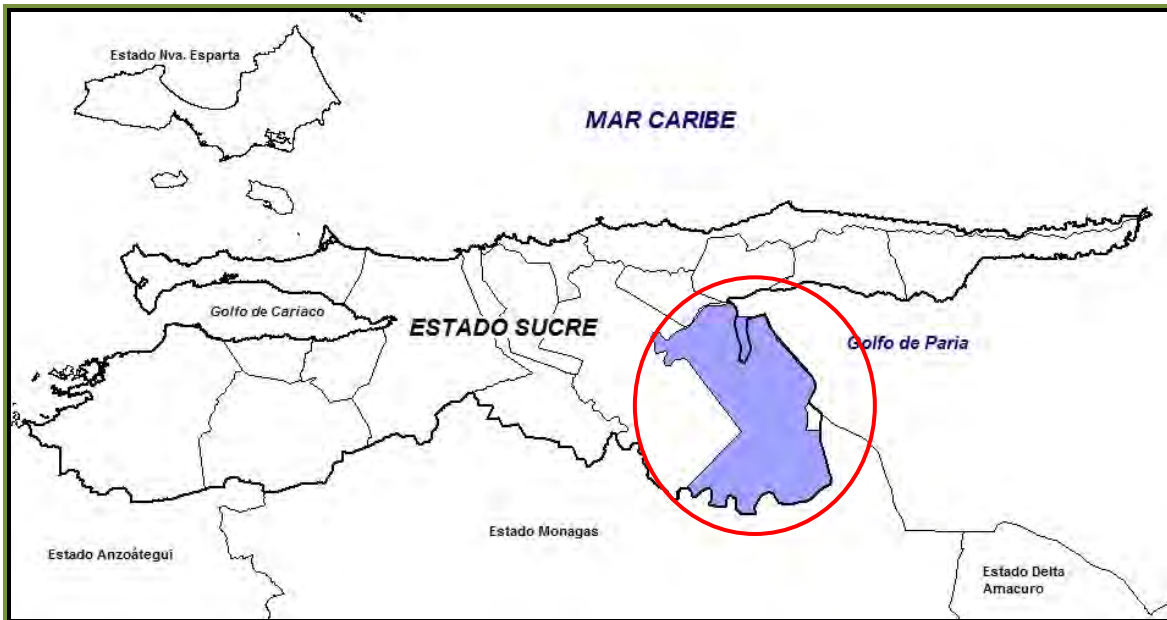 Estado Nva. Esparta
MAR CARIBE
Golfo de Cariaco
ESTADO SUCRE
Golfo de Paria
Estado Monagas
Estado Anzoátegui
Estado Delta
Amacuro